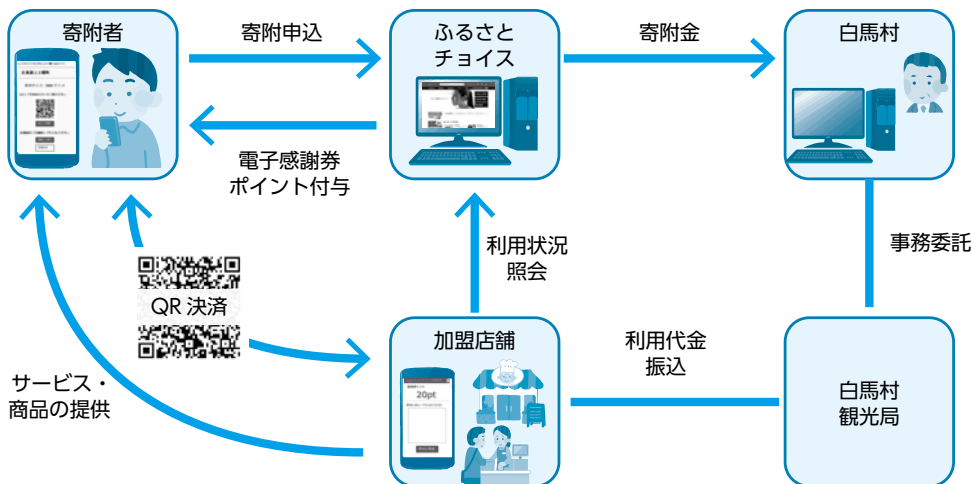 寄附者
寄附申込
ふるさと
チョイス
寄附金
白馬村
電子感謝券
ポイント付与
利用状況
照会
事務委託
QR 決済
サービス・
商品の提供
加盟店舗
20pt
利用代金
振込
白馬村
観光局